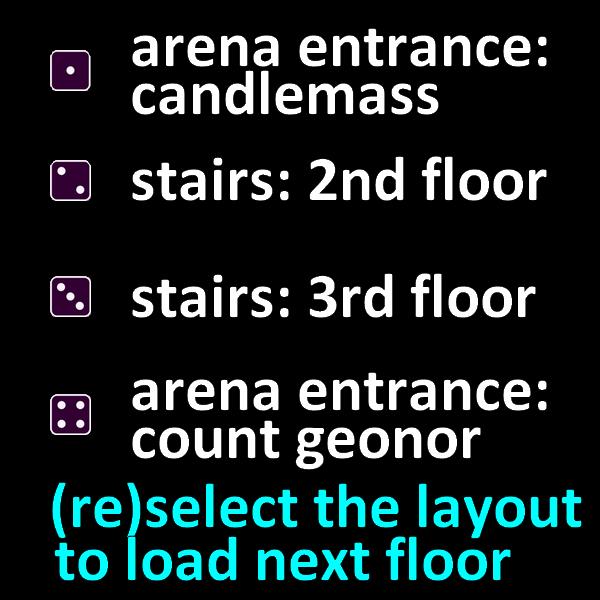 arena entrance:
candlemass
stairs: 2nd floor
stairs: 3rd floor
arena entrance:
count geonor
(re)select the layout
to load next floor